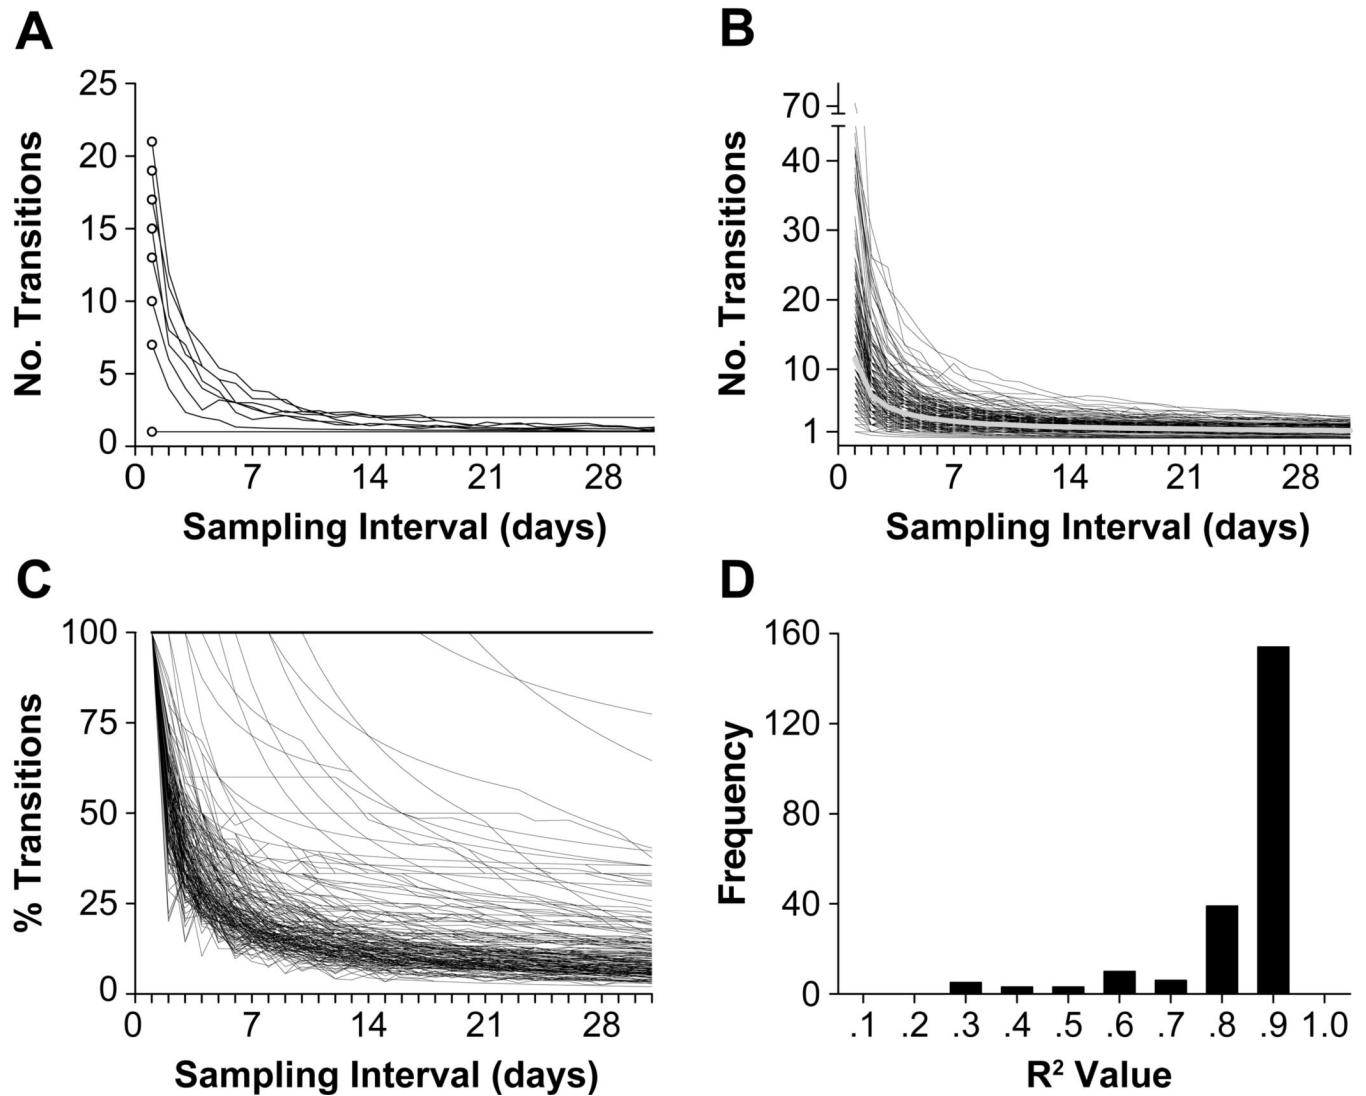 A
No. Transitions
25
20
15
10
5
0
0 7 14 21 28
Sampling Interval (days)
B
No. Transitions
70
40
30
20
10
1
0 7 14 21 28
Sampling Interval (days)
C
% Transitions
100
75
50
25
0
0 7 14 21 28
Sampling Interval (days)
D
Frequency
160
120
80
40
0
.1 .2 .3 .4 .5 .6 .7 .8 .9 1.0
R² Value